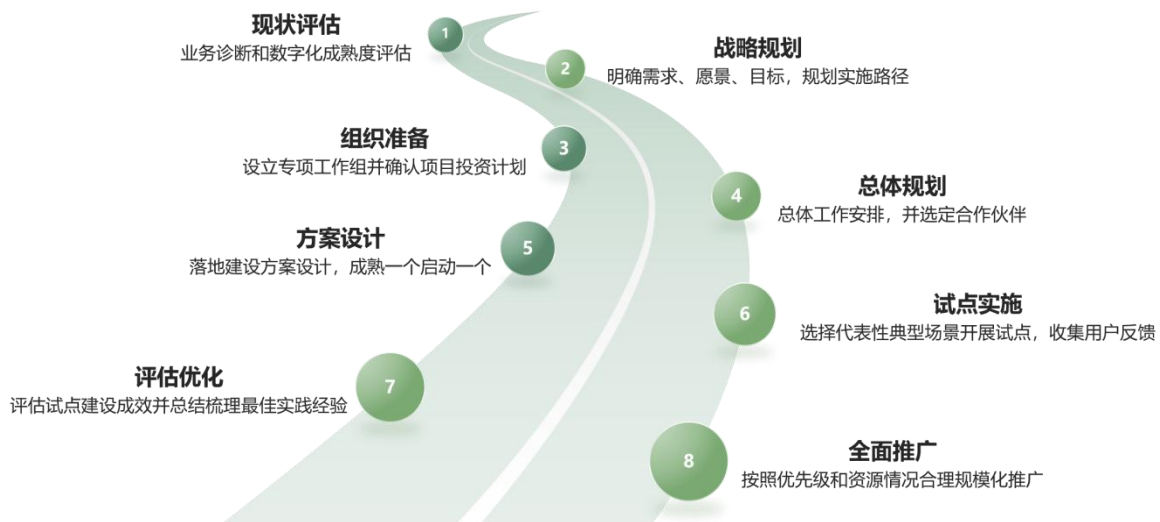 1
现状评估
业务诊断和数字化成熟度评估
2
战略规划
明确需求、愿景、目标，规划实施路径
3
组织准备
设立专项工作组并确认项目投资计划
4
总体规划
总体工作安排，并选定合作伙伴
5
方案设计
落地建设方案设计，成熟一个启动一个
6
试点实施
选择代表性典型场景开展试点，收集用户反馈
7
评估优化
评估试点建设成效并总结梳理最佳实践经验
8
全面推广
按照优先级和资源情况合理规模化推广